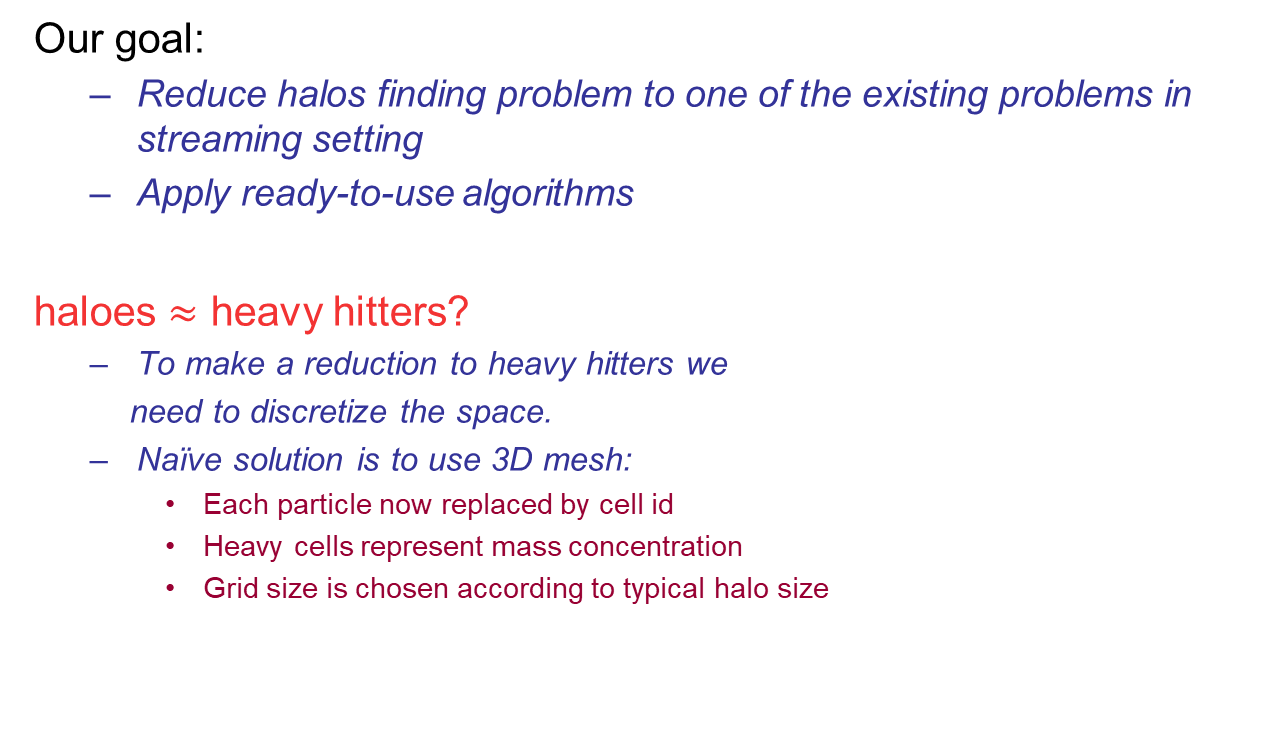 Our goal:
– Reduce halos finding problem to one of the existing problems in
streaming setting
– Apply ready-to-use algorithms
haloes ≈ heavy hitters?
– To make a reduction to heavy hitters we
need to discretize the space.
– Naïve solution is to use 3D mesh:
• Each particle now replaced by cell id
• Heavy cells represent mass concentration
• Grid size is chosen according to typical halo size